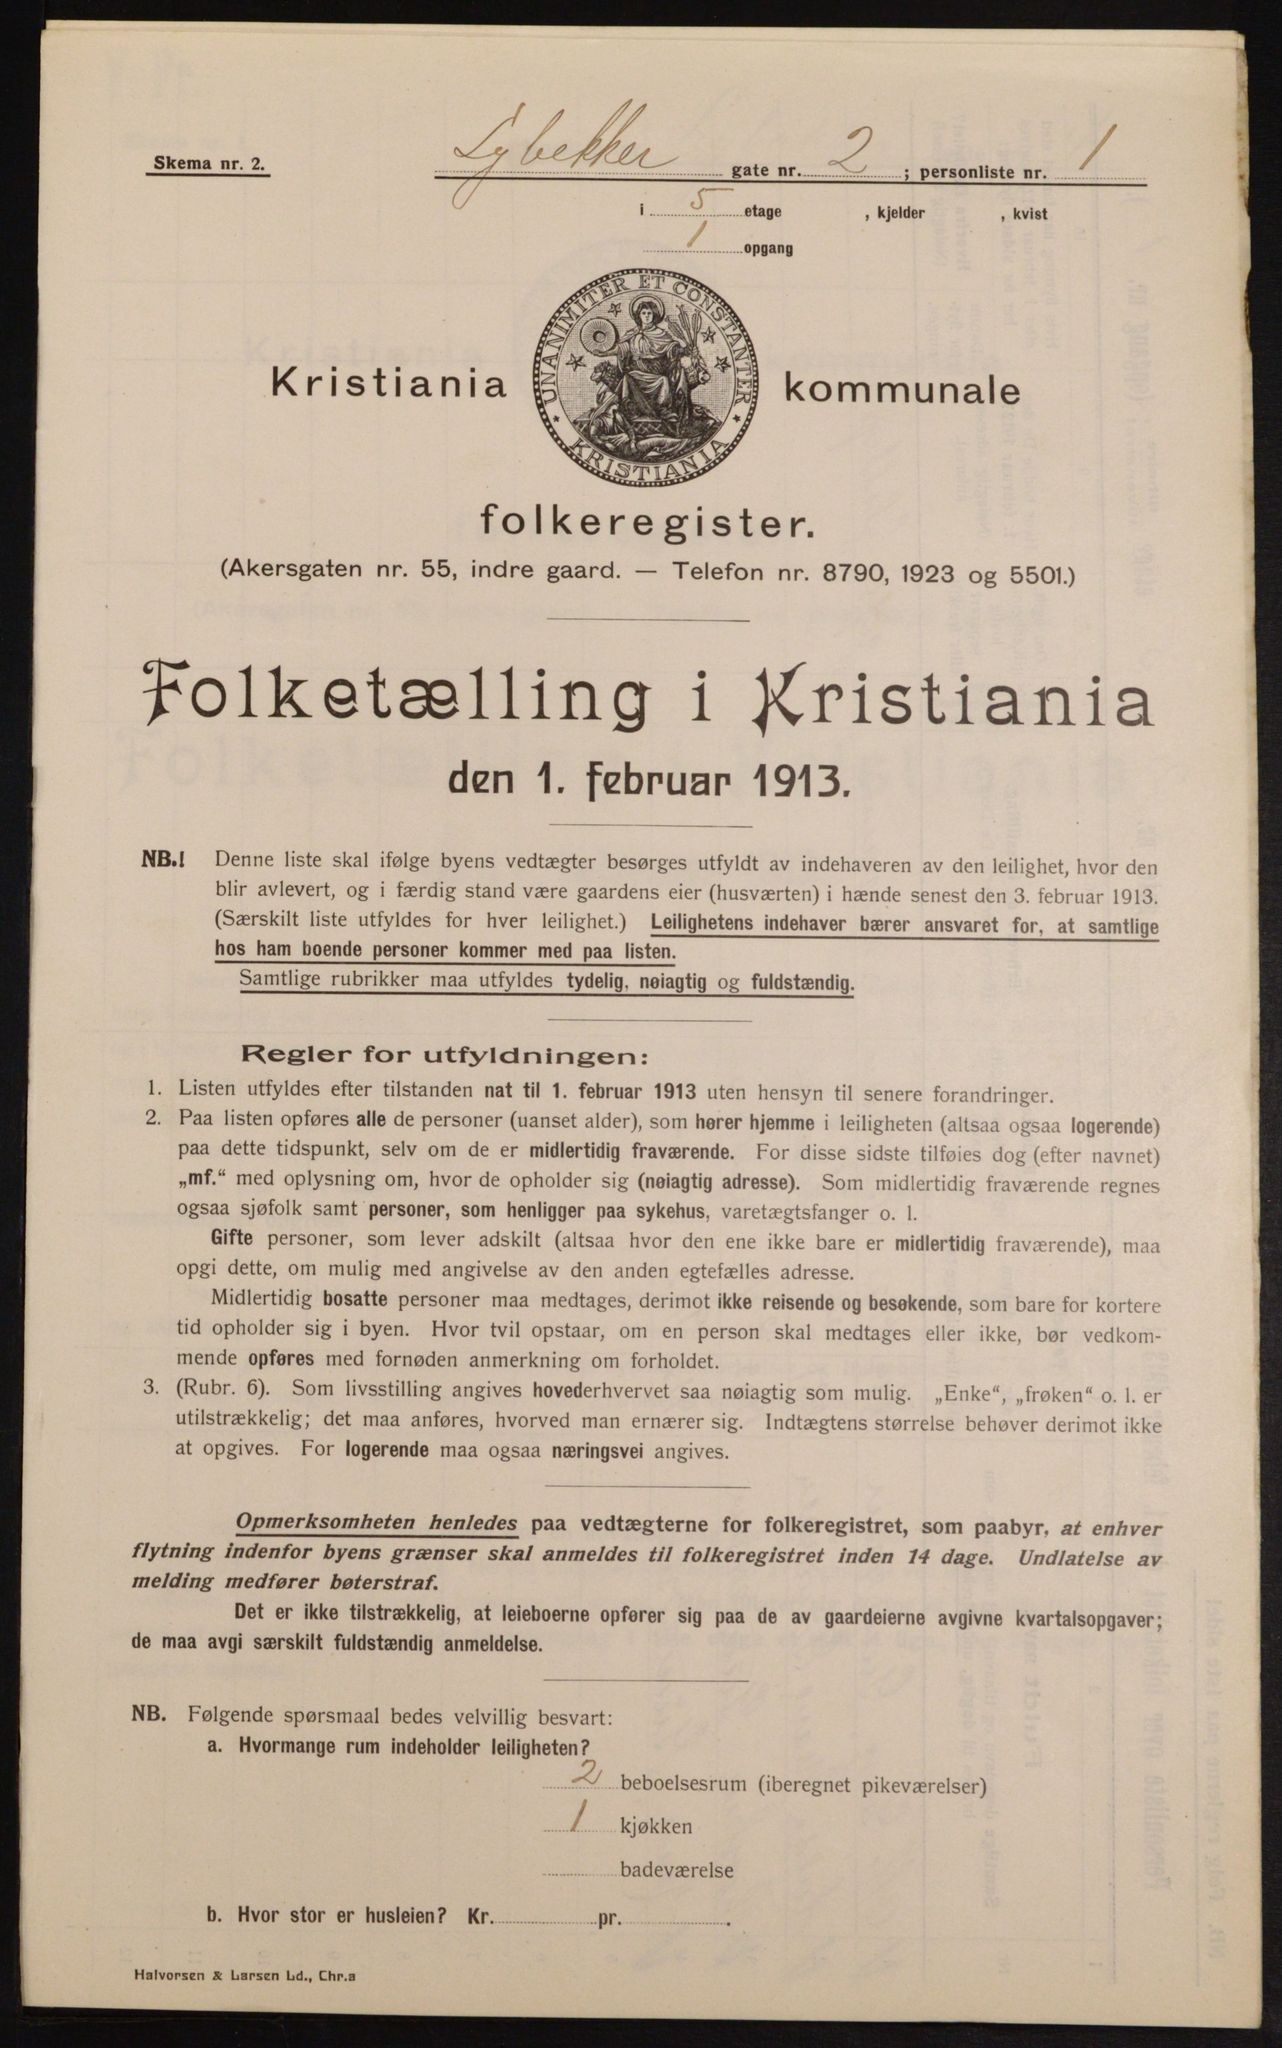 Skema nr. 2. Lybekker gate nr. 2 ; personliste nr. 1
i 5 etage , kjelder , kvist
1 opgang
UNANIMITER ET CONSTANTER
KRISTIANIA
Kristiania kommunale
folkeregister.
(Akersgaten nr. 55, indre gaard. — Telefon nr. 8790, 1923 og 5501.)
Folketælling i Kristiania
den 1. februar 1913.
NB.! Denne liste skal ifølge byens vedtægter besørges utfyldt av indehaveren av den leilighet, hvor den
blir avlevert, og i færdig stand være gaardens eier (husværten) i hænde senest den 3. februar 1913.
(Særskilt liste utfyldes for hver leilighet.) Leilighetens indehaver bærer ansvaret for, at samtlige
hos ham boende personer kommer med paa listen.
Samtlige rubrikker maa utfyldes tydelig, nøiagtig og fuldstændig.
Regler for utfyldningen:
1. Listen utfyldes efter tilstanden nat til 1. februar 1913 uten hensyn til senere forandringer.
2. Paa listen opføres alle de personer (uanset alder), som hører hjemme i leiligheten (altsaa ogsaa logerende)
paa dette tidspunkt, selv om de er midlertidig fraværende. For disse sidste tilføies dog (efter navnet)
„mf.“ med oplysning om, hvor de opholder sig (nøiagtig adresse). Som midlertidig fraværende regnes
ogsaa sjøfolk samt personer, som henligger paa sykehus, varetægtsfanger o. l.
Gifte personer, som lever adskilt (altsaa hvor den ene ikke bare er midlertidig fraværende), maa
opgi dette, om mulig med angivelse av den anden egtefælles adresse.
Midlertidig bosatte personer maa medtages, derimot ikke reisende og besøkende, som bare for kortere
tid opholder sig i byen. Hvor tvil opstaar, om en person skal medtages eller ikke, bør vedkom-
mende opføres med fornøden anmerkning om forholdet.
3. (Rubr. 6). Som livsstilling angives hovederhvervet saa nøiagtig som mulig. „Enke“, „frøken“ o. l. er
utilstrækkelig; det maa anføres, hvorved man ernærer sig. Indtægtens størrelse behøver derimot ikke
at opgives. For logerende maa ogsaa næringsvei angives.
Opmerksomheten henledes paa vedtægterne for folkeregistret, som paabyr, at enhver
flytning indenfor byens grænser skal anmeldes til folkeregistret inden 14 dage. Undlatelse av
melding medfører bøterstraf.
Det er ikke tilstrækkelig, at leieboerne opfører sig paa de av gaardeierne avgivne kvartalsopgaver;
de maa avgi særskilt fuldstændig anmeldelse.
NB. Følgende spørsmaal bedes velvillig besvart:
a. Hvormange rum indeholder leiligheten?
2 beboelsesrum (iberegnet pikeværelser)
1 kjøkken
badeværelse
b. Hvor stor er husleien? Kr. pr. .
Halvorsen & Larsen Ld., Chr.a